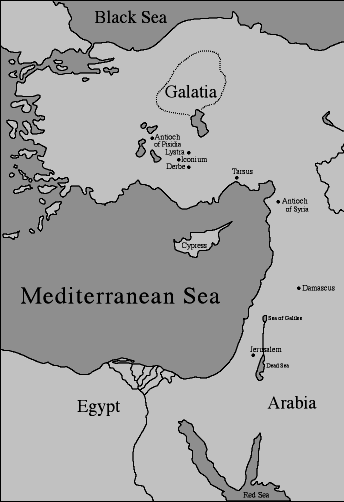 Black Sea
Galatia
Antioch
of Pisidia
Lystra
Iconium
Derbe
Tarsus
Antioch
of Syria
Cypress
Mediterranean Sea
Damascus
Sea of Galilee
Jerusalem
Dead Sea
Egypt
Arabia
Red Sea